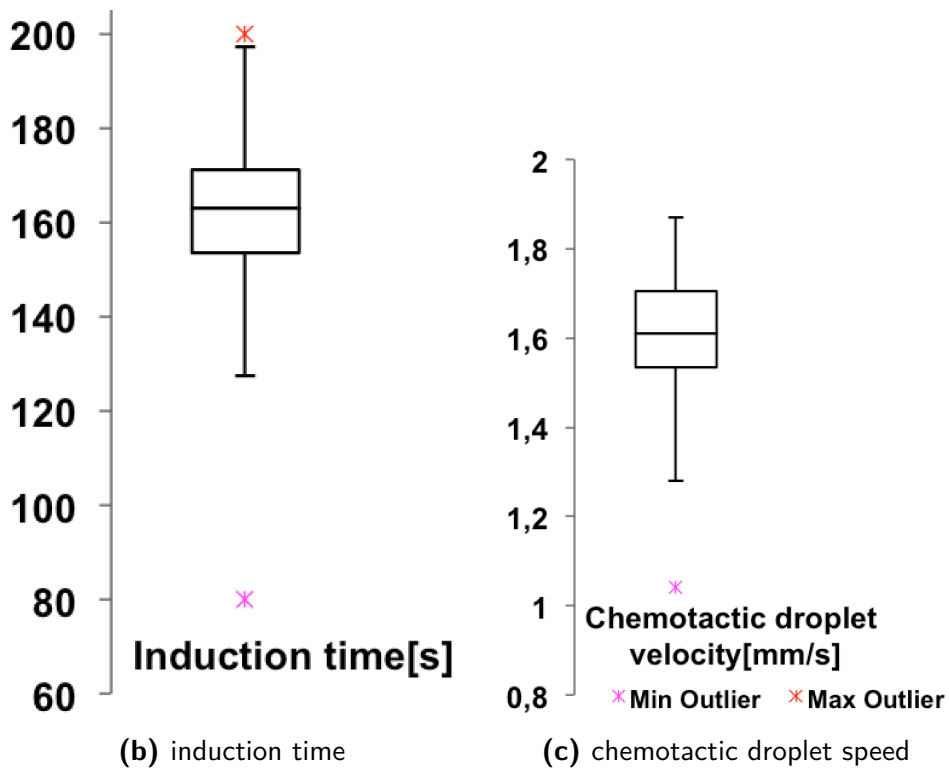 200
180
160
140
120
100
80
60
Induction time[s]
(b) induction time
2
1,8
1,6
1,4
1,2
1
0,8
Chemotactic droplet
velocity[mm/s]
Min Outlier Max Outlier
(c) chemotactic droplet speed